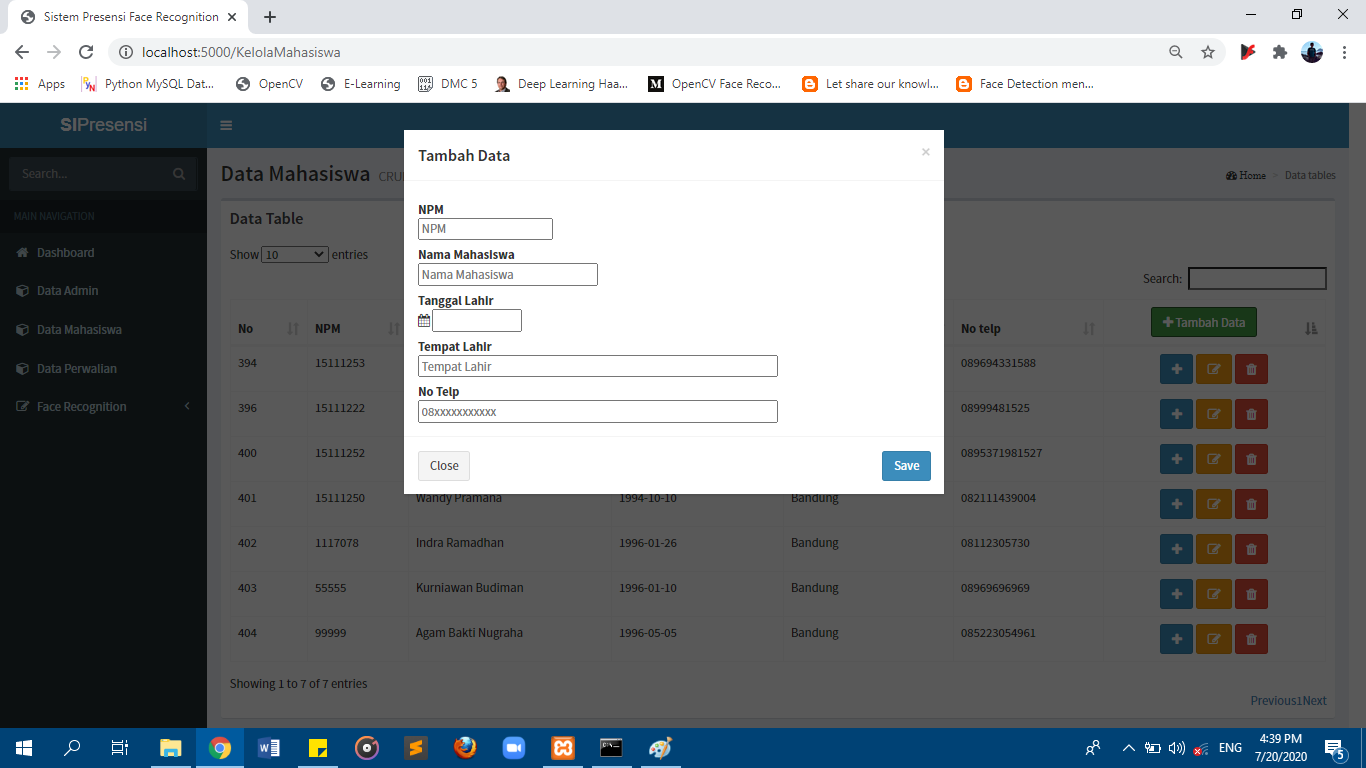 Sistem Presensi Face Recognition
localhost:5000/KelolaMahasiswa
Apps Python MySQL Dat... OpenCV E-Learning DMC 5 Deep Learning Haa... OpenCV Face Reco... Let share our knowl... Face Detection men...
SIPresensi
Search...
MAIN NAVIGATION
Dashboard
Data Admin
Data Mahasiswa
Data Perwalian
Face Recognition
Data Mahasiswa CRU
Home > Data tables
Data Table
Show 10 entries
Search:
No NPM No telp Tambah Data
394 15111253 089694331588
396 15111222 08999481525
400 15111252 0895371981527
401 15111250 Wandy Pramana 1994-10-10 Bandung 082111439004
402 1117078 Indra Ramadhan 1996-01-26 Bandung 08112305730
403 55555 Kurniawan Budiman 1996-01-10 Bandung 08969696969
404 99999 Agam Bakti Nugraha 1996-05-05 Bandung 085223054961
Showing 1 to 7 of 7 entries
Previous1Next
Tambah Data ×
NPM
NPM
Nama Mahasiswa
Nama Mahasiswa
Tanggal Lahir
Tempat Lahir
Tempat Lahir
No Telp
08xxxxxxxxxxx
Close Save
ENG
4:39 PM
7/20/2020
5